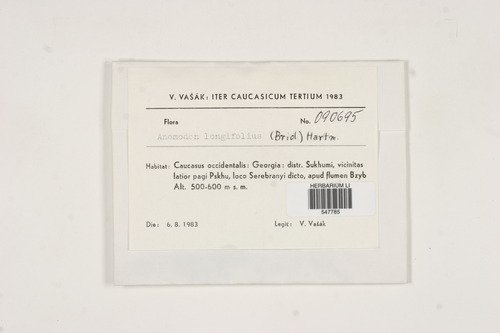 V. VAŠÁK: ITER CAUCASICUM TERTIUM 1983
Flora No. 090695
Anomodon longifolius (Brid.) Hartm.
Habitat: Caucasus occidentalis: Georgia: distr. Sukhumi, vicinitas
latior pagi Pskhu, loco Serebranyi dicto, apud flumen Bzyb
Alt. 500-600 m s. m.
HERBARIUM LI
547785
Die: 6. 8. 1983 Legit: V. Vašák